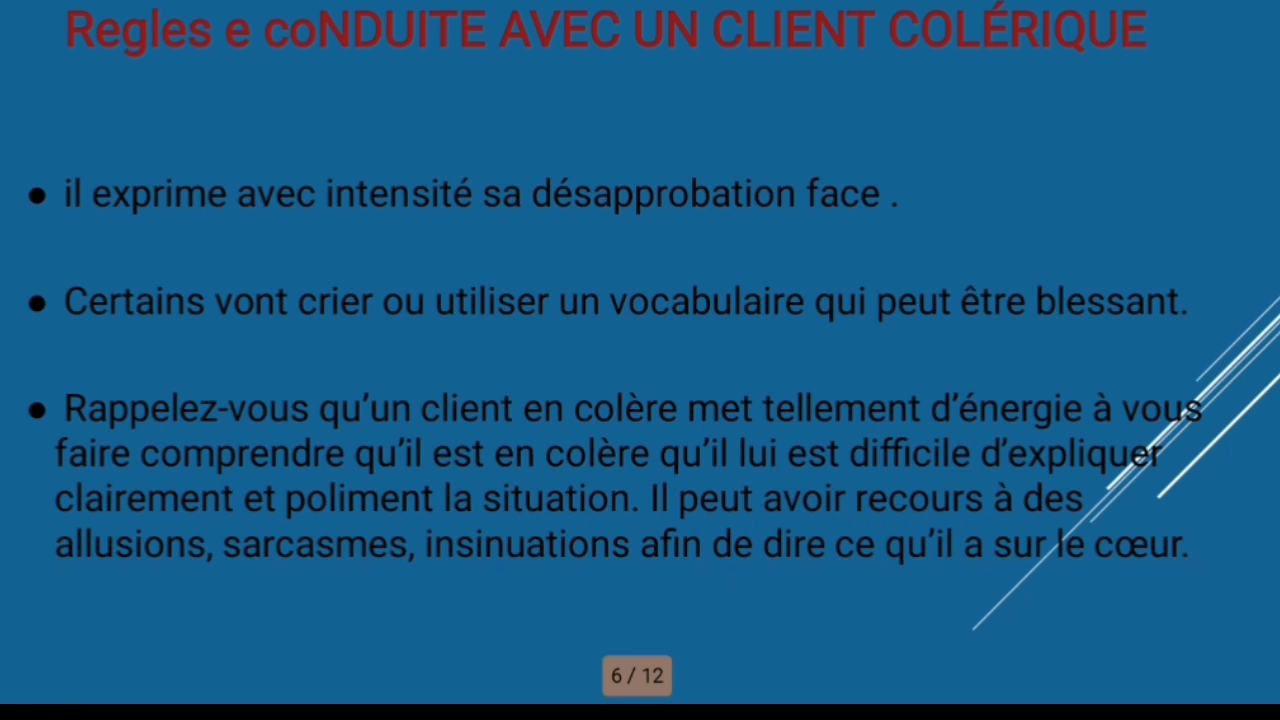 Regles e coNDUITE AVEC UN CLIENT COLÉRIQUE
● il exprime avec intensité sa désapprobation face .
● Certains vont crier ou utiliser un vocabulaire qui peut être blessant.
● Rappelez-vous qu’un client en colère met tellement d’énergie à vous
faire comprendre qu’il est en colère qu’il lui est difficile d’expliquer
clairement et poliment la situation. Il peut avoir recours à des
allusions, sarcasmes, insinuations afin de dire ce qu’il a sur le cœur.
6 / 12